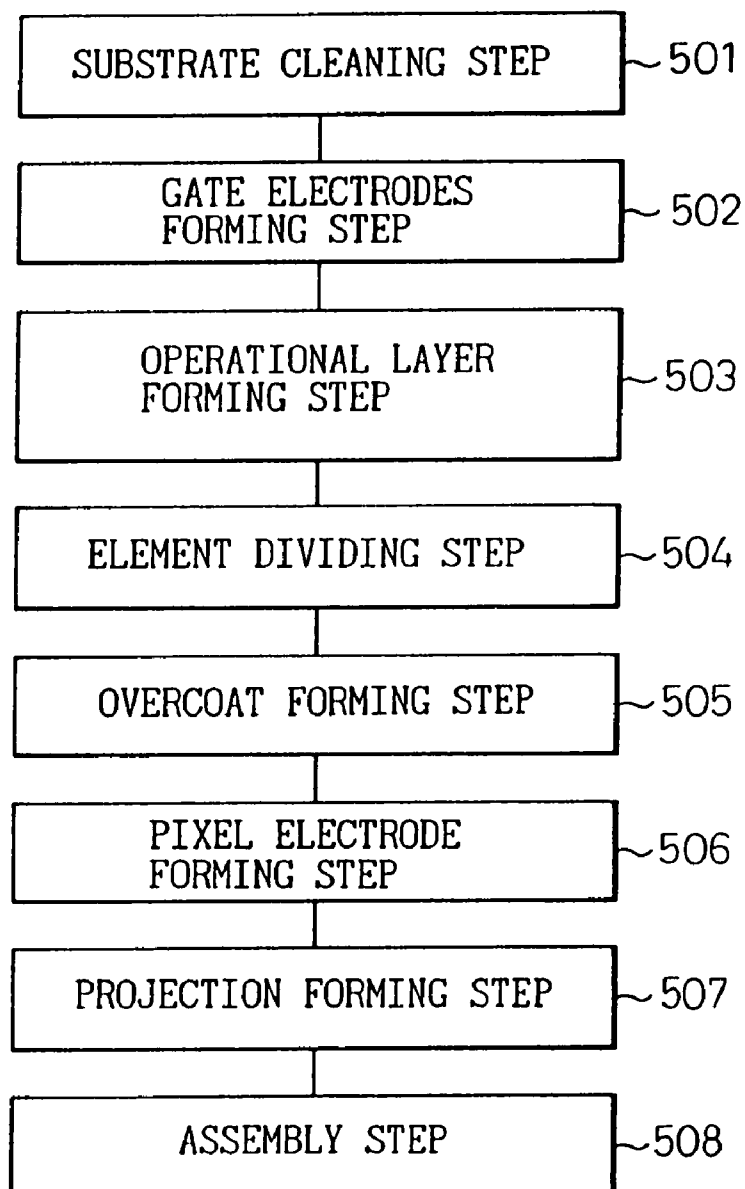 SUBSTRATE CLEANING STEP 501
GATE ELECTRODES 502
FORMING STEP
OPERATIONAL LAYER 503
FORMING STEP
ELEMENT DIVIDING STEP 504
OVERCOAT FORMING STEP 505
PIXEL ELECTRODE 506
FORMING STEP
PROJECTION FORMING STEP 507
ASSEMBLY STEP 508